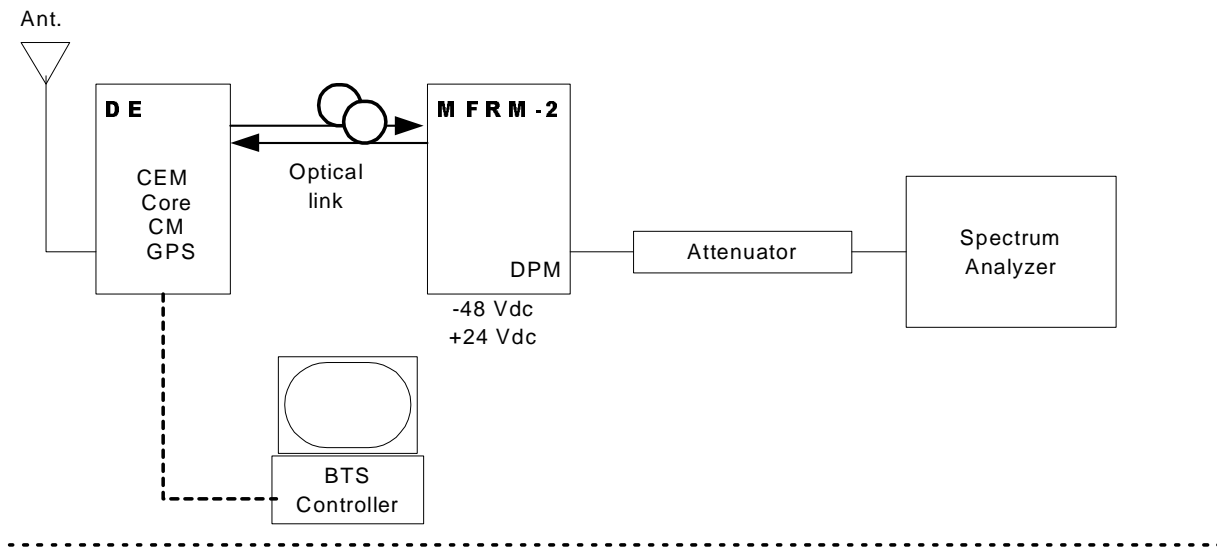 Ant.
DE
CEM
Core
CM
GPS
Optical
link
MFRM-2
DPM
-48 Vdc
+24 Vdc
Attenuator
Spectrum
Analyzer
BTS
Controller